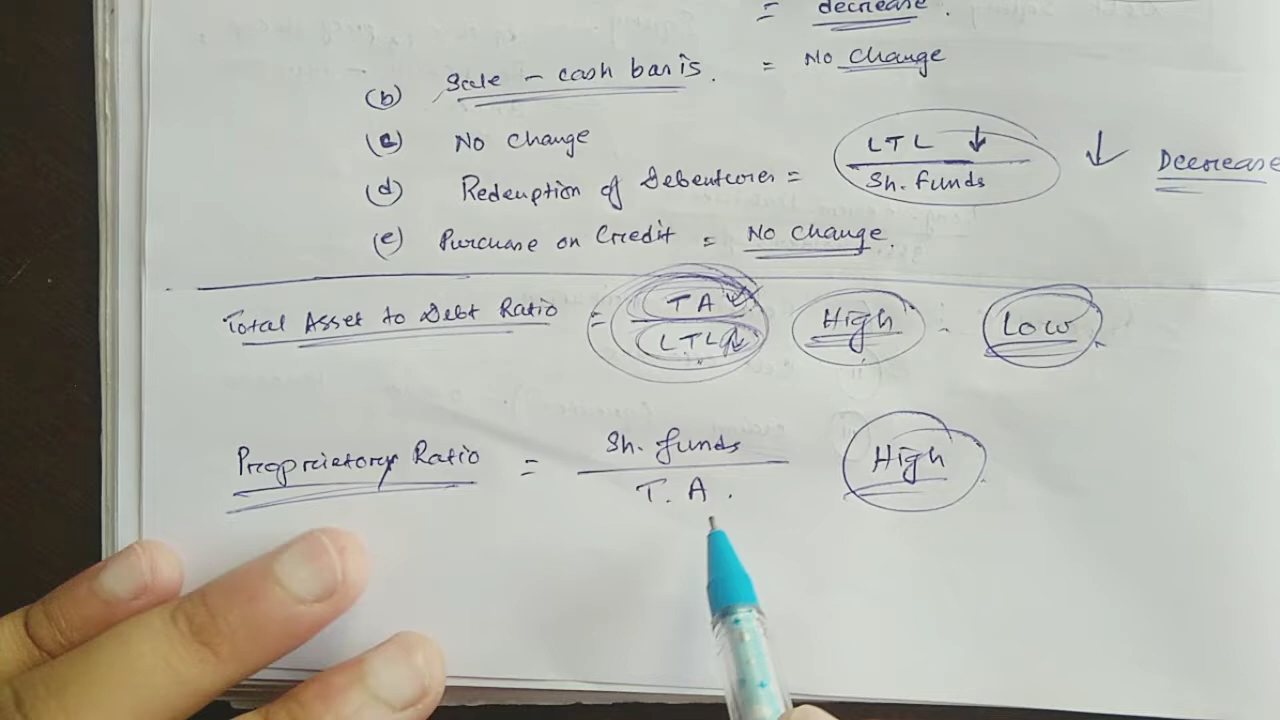 = decrease.
(b) Sale - cash basis. = No Change
(c) No change
(d) Redenption of Debentures = LTL ↓ / Sh. funds ↓ Decrease
(e) Purchase on Credit = No Change.
Total Asset to Debt Ratio = TA / LTL High Low
Proprietory Ratio = Sh. funds / T. A. High